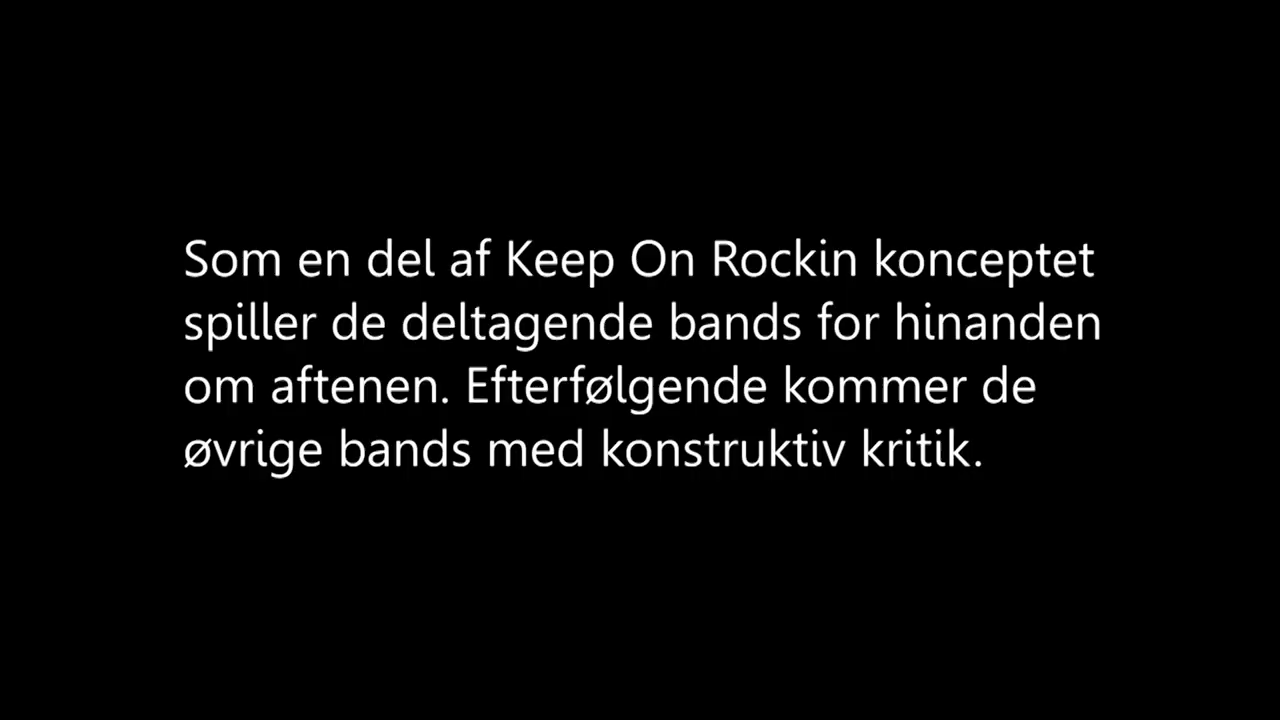 Som en del af Keep On Rockin konceptet
spiller de deltagende bands for hinanden
om aftenen. Efterfølgende kommer de
øvrige bands med konstruktiv kritik.